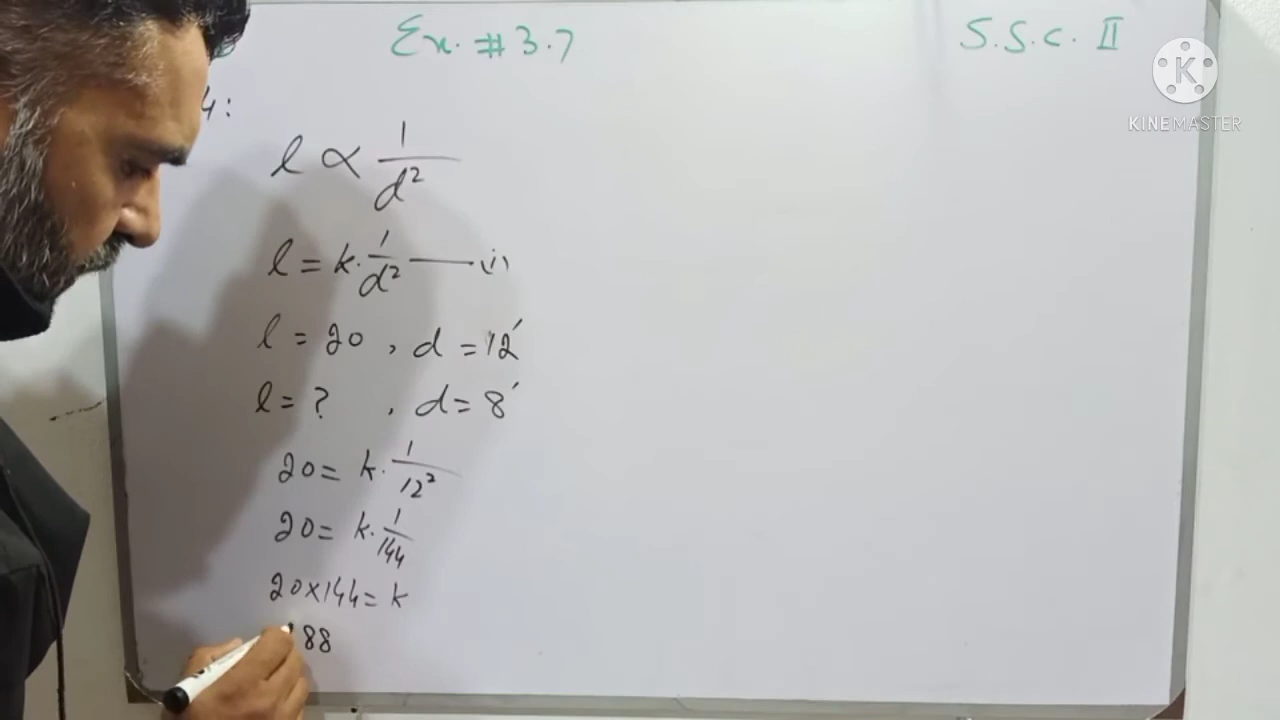 Ex. # 3.7
S.S.C. II
KINEMASTER
4:
l ∝ 1/d²
l = k. 1/d² —— (i)
l = 20 , d = 12′
l = ? , d = 8′
20 = k. 1/12²
20 = k. 1/144
20×144 = k
88